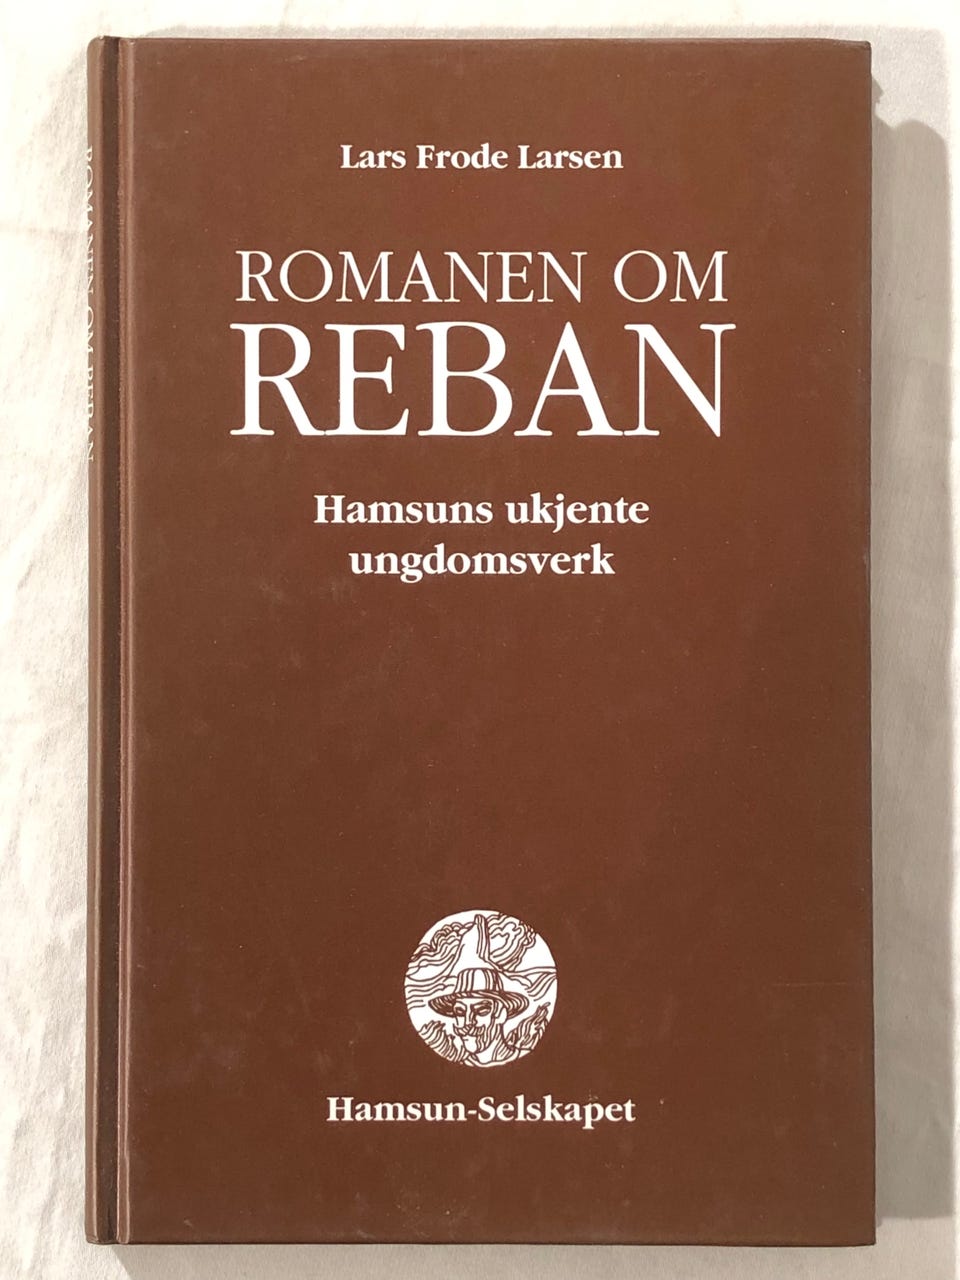 Lars Frode Larsen
ROMANEN OM
REBAN
Hamsuns ukjente
ungdomsverk
Hamsun-Selskapet
ROMANEN OM REBAN